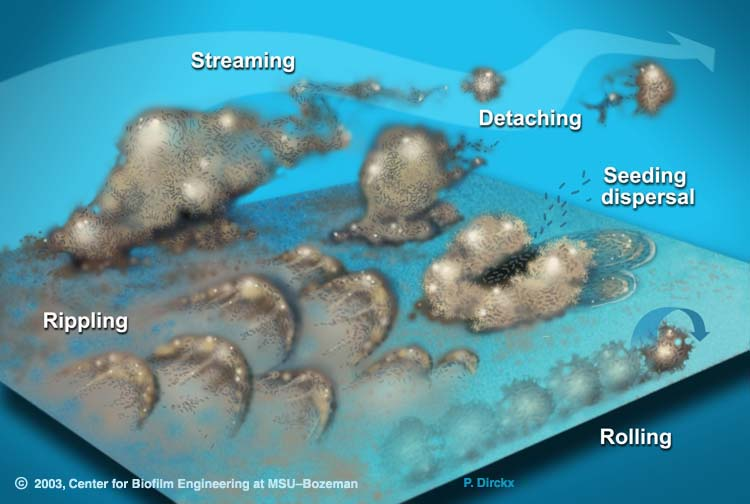 Streaming
Detaching
Seeding
dispersal
Rippling
Rolling
© 2003, Center for Biofilm Engineering at MSU–Bozeman
P. Dirckx